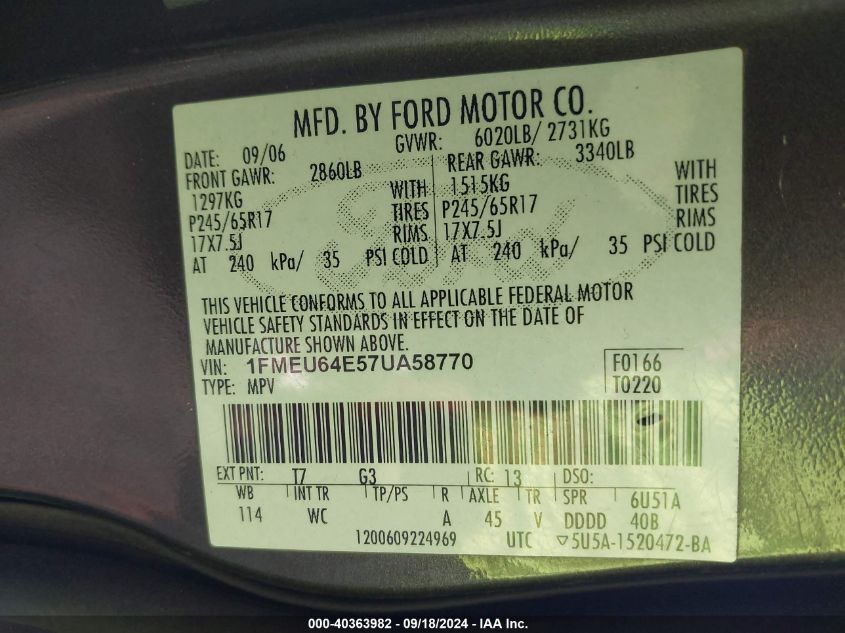 MFD. BY FORD MOTOR CO.
DATE: 09/06 GVWR: 6020LB/ 2731KG
FRONT GAWR: 2860LB REAR GAWR: 3340LB
1297KG WITH 1515KG WITH
P245/65R17 TIRES P245/65R17 TIRES
17X7.5J RIMS 17X7.5J RIMS
AT 240 kPa/ 35 PSI COLD AT 240 kPa/ 35 PSI COLD
THIS VEHICLE CONFORMS TO ALL APPLICABLE FEDERAL MOTOR
VEHICLE SAFETY STANDARDS IN EFFECT ON THE DATE OF
MANUFACTURE SHOWN ABOVE.
VIN: 1FMEU64E57UA58770 F0166
TYPE: MPV T0220
EXT PNT: T7 G3 RC: 13 DSO:
WB INT TR TP/PS R AXLE TR SPR 6U51A
114 WC A 45 V DDDD 40B
1200609224969 UTC ▽5U5A-1520472-BA
000-40363982 - 09/18/2024 - IAA Inc.